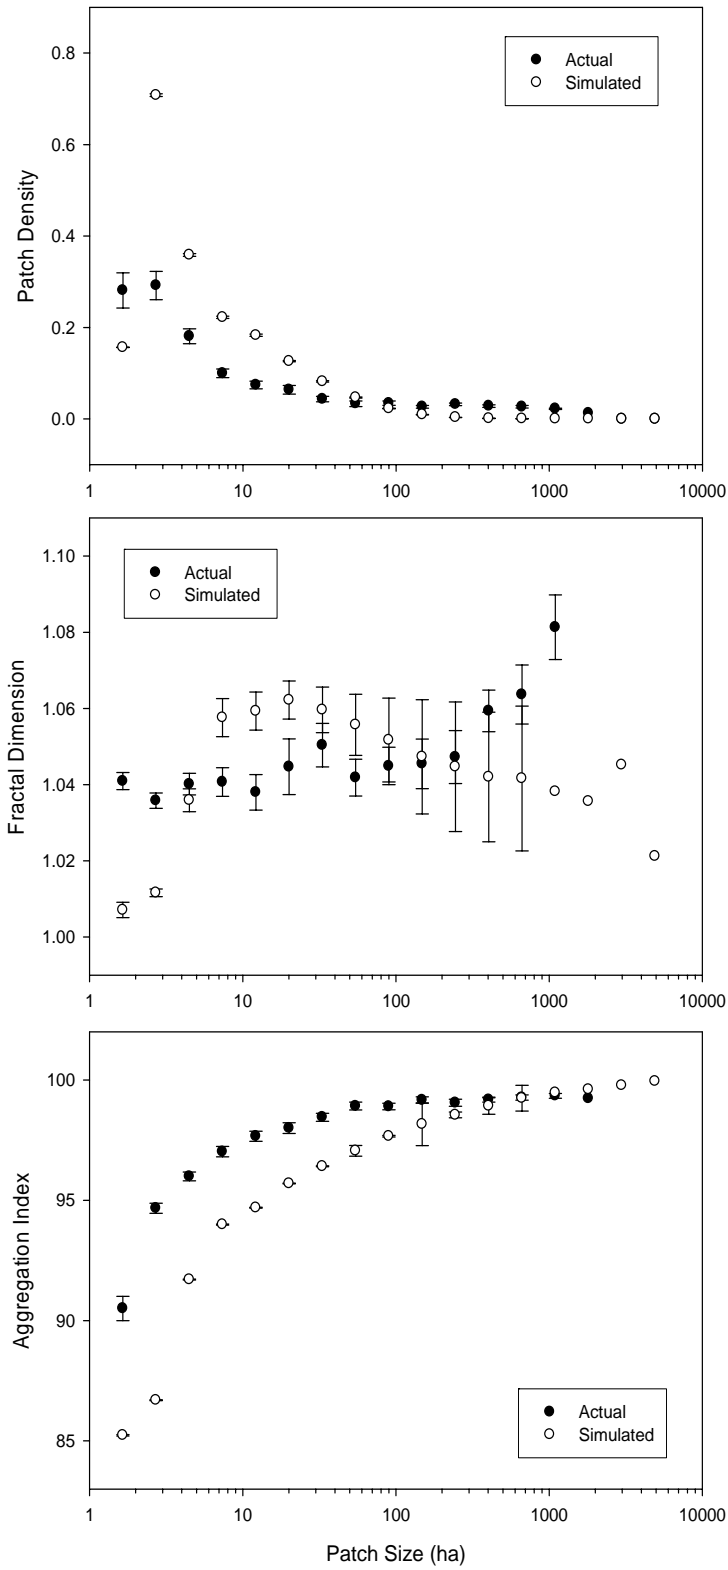 0.8
Actual
Simulated
0.6
Patch Density
0.4
0.2
0.0
1 10 100 1000 10000
1.10
Actual
Simulated
1.08
Fractal Dimension
1.06
1.04
1.02
1.00
1 10 100 1000 10000
100
Aggregation Index
95
90
Actual
Simulated
85
1 10 100 1000 10000
Patch Size (ha)